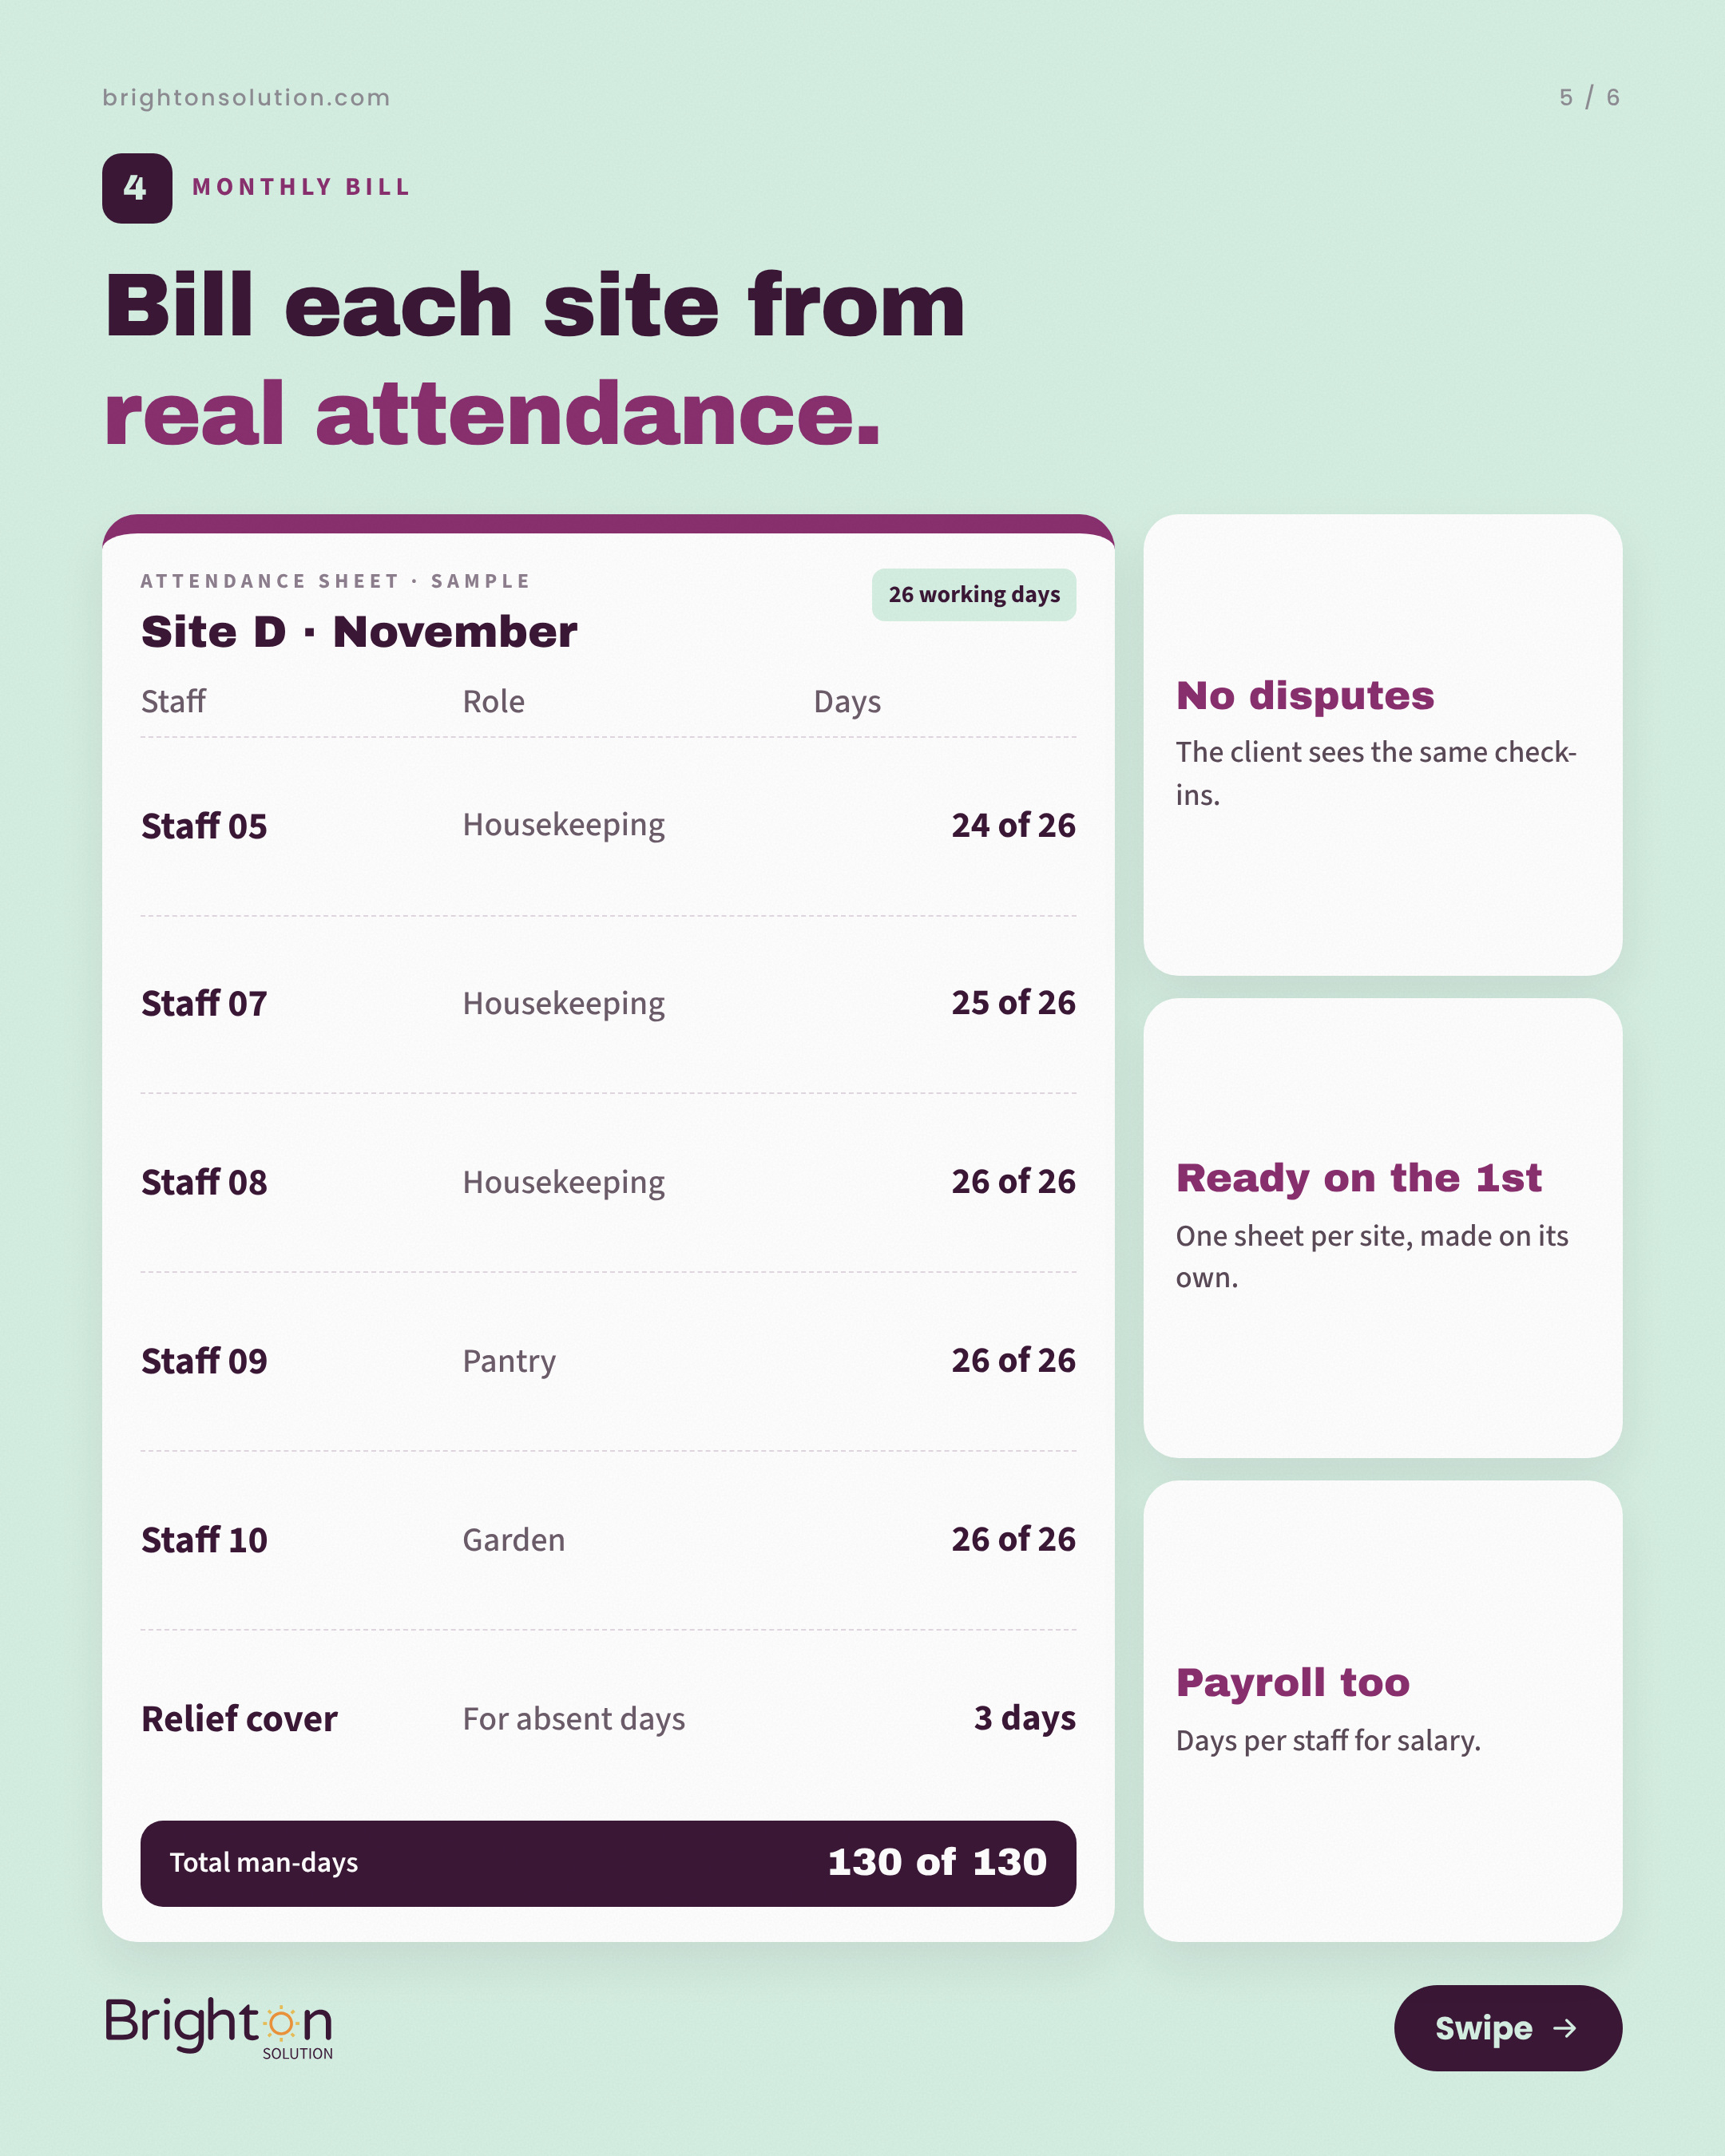 brightonsolution.com
5 / 6
4
MONTHLY BILL
Bill each site from
real attendance.
ATTENDANCE SHEET · SAMPLE
26 working days
Site D · November
Staff Role Days
Staff 05 Housekeeping 24 of 26
Staff 07 Housekeeping 25 of 26
Staff 08 Housekeeping 26 of 26
Staff 09 Pantry 26 of 26
Staff 10 Garden 26 of 26
Relief cover For absent days 3 days
Total man-days 130 of 130
No disputes
The client sees the same check-
ins.
Ready on the 1st
One sheet per site, made on its
own.
Payroll too
Days per staff for salary.
Brighton
SOLUTION
Swipe →